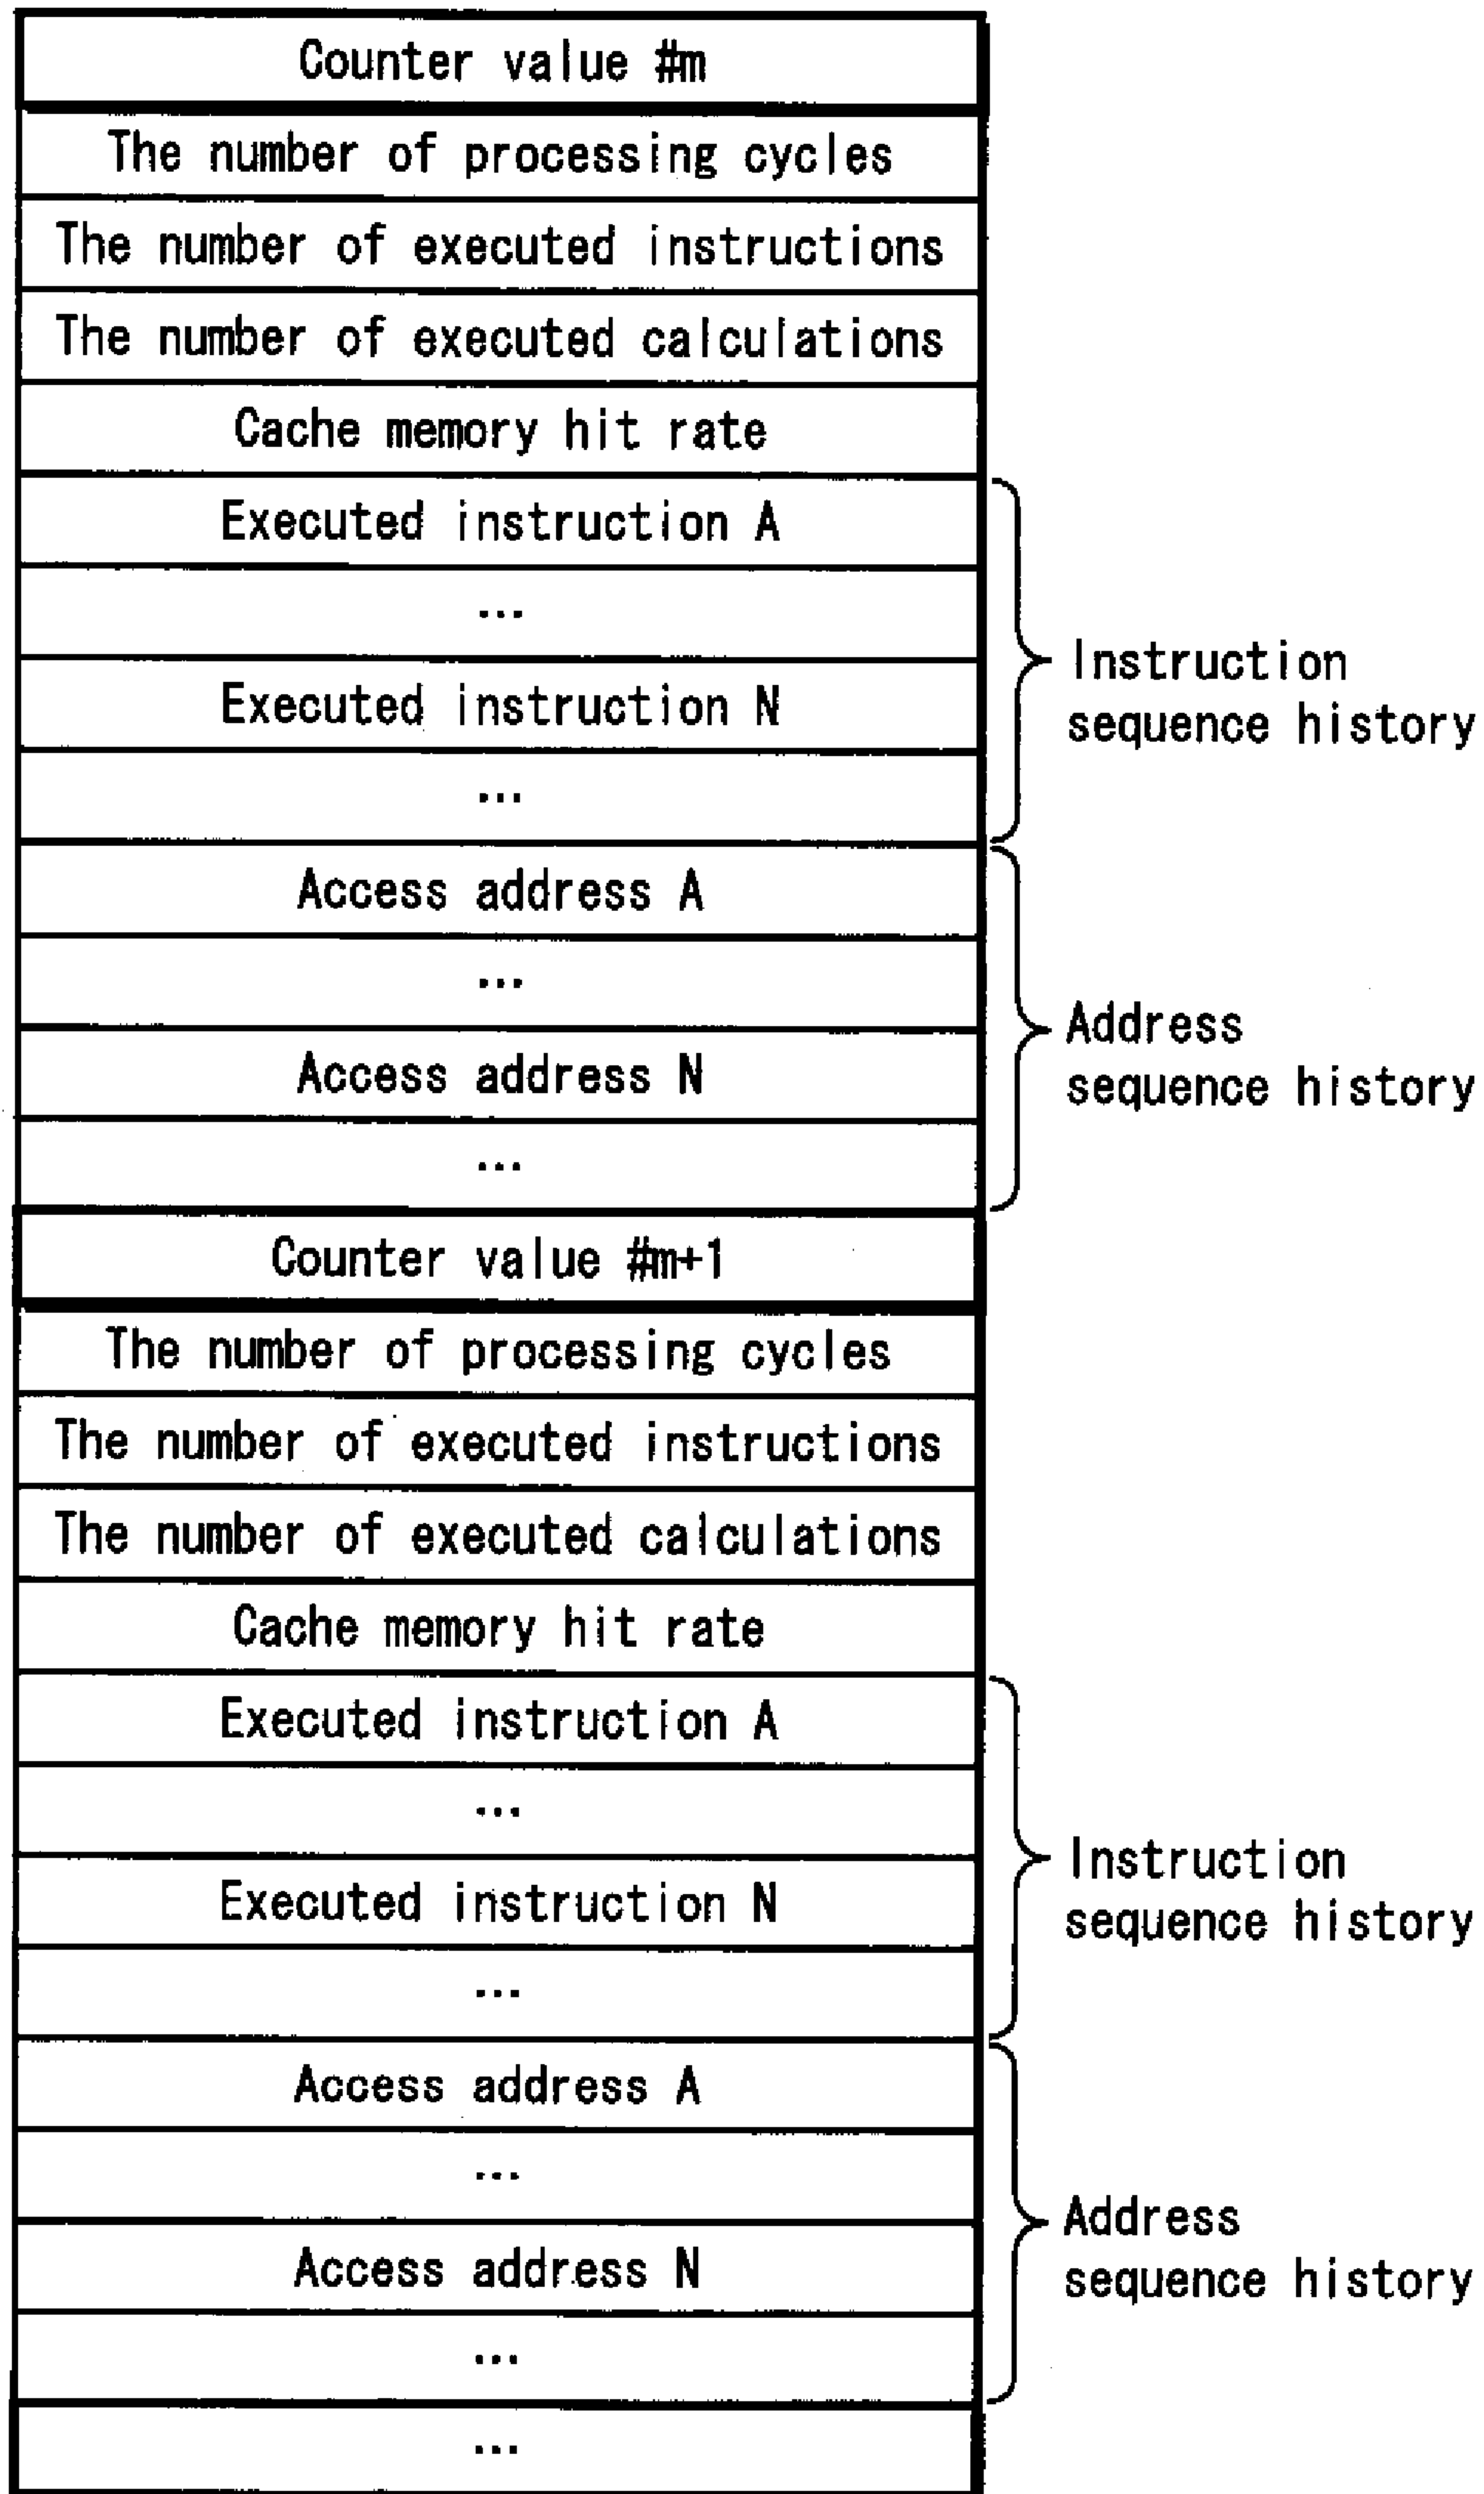 Counter value #m
The number of processing cycles
The number of executed instructions
The number of executed calculations
Cache memory hit rate
Executed instruction A
...
Executed instruction N
...
Instruction
sequence history
Access address A
...
Access address N
...
Address
sequence history
Counter value #m+1
The number of processing cycles
The number of executed instructions
The number of executed calculations
Cache memory hit rate
Executed instruction A
...
Executed instruction N
...
Instruction
sequence history
Access address A
...
Access address N
...
Address
sequence history
...